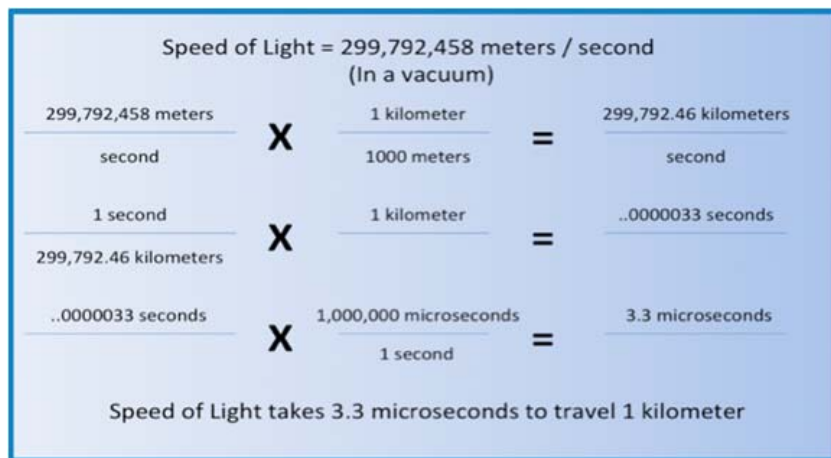 Speed of Light = 299,792,458 meters / second
(In a vacuum)
299,792,458 meters
second
X
1 kilometer
1000 meters
=
299,792.46 kilometers
second
1 second
299,792.46 kilometers
X
1 kilometer
=
..0000033 seconds
..0000033 seconds
X
1,000,000 microseconds
1 second
=
3.3 microseconds
Speed of Light takes 3.3 microseconds to travel 1 kilometer